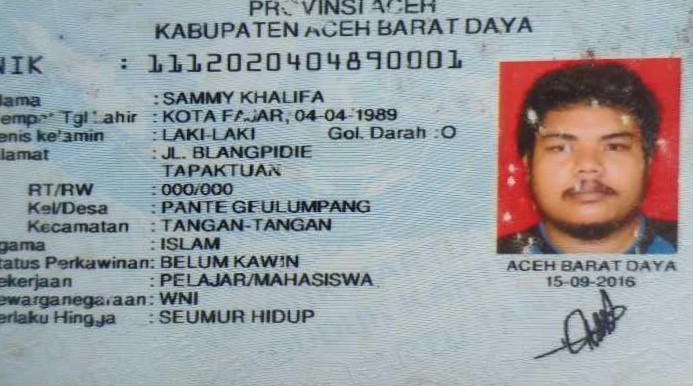 PROVINSI ACEH
KABUPATEN ACEH BARAT DAYA
NIK : 1112020404890001
Nama : SAMMY KHALIFA
Tempat Tgl Lahir : KOTA FAJAR, 04-04-1989
Jenis kelamin : LAKI-LAKI Gol. Darah :O
Alamat : JL. BLANGPIDIE
TAPAKTUAN
RT/RW : 000/000
Kel/Desa : PANTE GEULUMPANG
Kecamatan : TANGAN-TANGAN
Agama : ISLAM
Status Perkawinan: BELUM KAWIN
Pekerjaan : PELAJAR/MAHASISWA
Kewarganegaraan: WNI
Berlaku Hingga : SEUMUR HIDUP
ACEH BARAT DAYA
15-09-2016